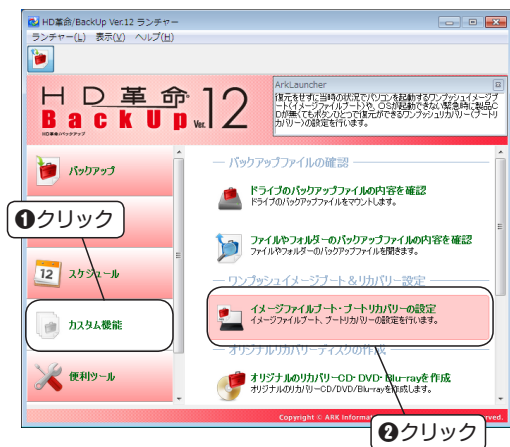 HD革命/BackUp Ver.12 ランチャー
ランチャー(L) 表示(V) ヘルプ(H)
ArkLauncher
復元をせずに当時の状況でパソコンを起動するワンプッシュイメージブ
ート(イメージファイルブート)や、OSが起動できない緊急時に製品C
Dが無くてもボタンひとつで復元ができるワンプッシュリカバリー(ブートリ
カバリー)の設定を行います。
HD革命
BackUp Ver.12
HD革命/バックアップ
バックアップ
❶クリック
スケジュール
12
カスタム機能
便利ツール
バックアップファイルの確認
ドライブのバックアップファイルの内容を確認
ドライブのバックアップファイルをマウントします。
ファイルやフォルダーのバックアップファイルの内容を確認
ファイルやフォルダーのバックアップファイルを開きます。
ワンプッシュイメージブート&リカバリー設定
イメージファイルブート・ブートリカバリーの設定
イメージファイルブート、ブートリカバリーの設定を行います。
オリジナルリカバリーディスクの作成
オリジナルのリカバリーCD・DVD・Blu-rayを作成
オリジナルのリカバリーCD/DVD/Blu-rayを作成します。
Copyright © ARK Informa
rved.
❷クリック